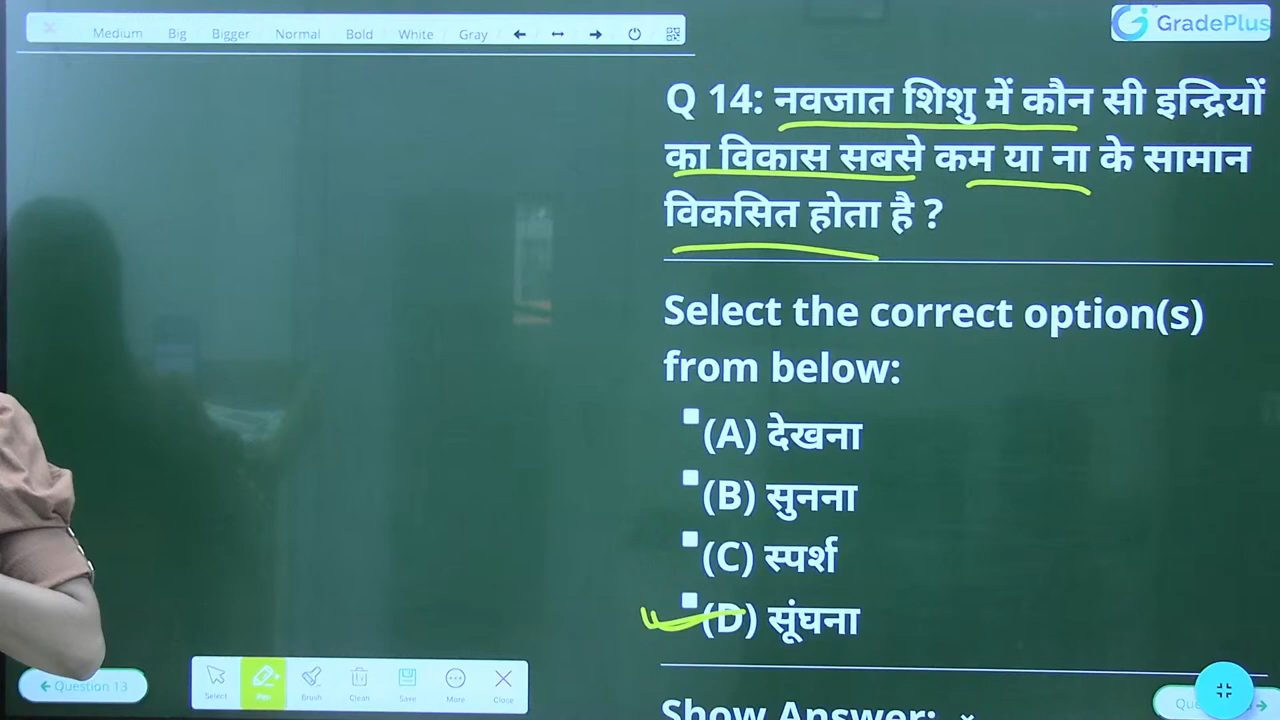 Medium Big Bigger Normal Bold White Gray
GradePlus
Q 14: नवजात शिशु में कौन सी इन्द्रियों
का विकास सबसे कम या ना के सामान
विकसित होता है ?
Select the correct option(s)
from below:
(A) देखना
(B) सुनना
(C) स्पर्श
(D) सूंघना
Question 13
Select Pen Brush Clean Save More Close
Show Answer: